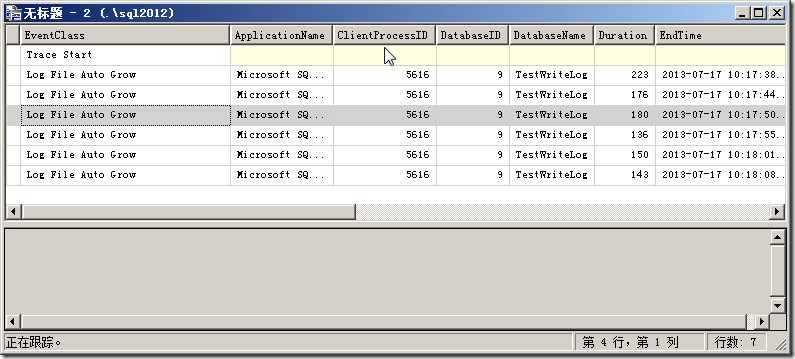 无标题 - 2 (.\sql2012)
EventClass ApplicationName ClientProcessID DatabaseID DatabaseName Duration EndTime
Trace Start
Log File Auto Grow Microsoft SQ... 5616 9 TestWriteLog 223 2013-07-17 10:17:38...
Log File Auto Grow Microsoft SQ... 5616 9 TestWriteLog 176 2013-07-17 10:17:44...
Log File Auto Grow Microsoft SQ... 5616 9 TestWriteLog 180 2013-07-17 10:17:50...
Log File Auto Grow Microsoft SQ... 5616 9 TestWriteLog 136 2013-07-17 10:17:55...
Log File Auto Grow Microsoft SQ... 5616 9 TestWriteLog 150 2013-07-17 10:18:01...
Log File Auto Grow Microsoft SQ... 5616 9 TestWriteLog 143 2013-07-17 10:18:08...
正在跟踪。 第 4 行, 第 1 列 行数: 7